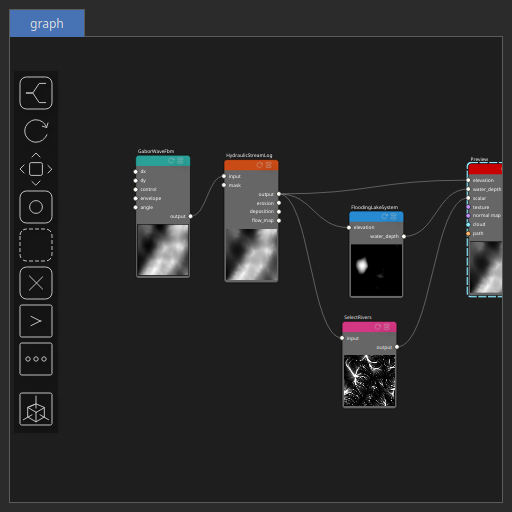 graph
GaborWaveFbm
dx
dy
control
envelope
angle
output
HydraulicStreamLog
input
mask
output
erosion
deposition
flow_map
FloodingLakeSystem
elevation
water_depth
SelectRivers
input
output
Preview
elevation
water_depth
scalar
texture
normal map
cloud
path